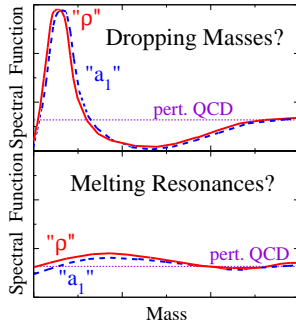 "ρ"
Dropping Masses?
"a₁"
pert. QCD
Spectral Function
"ρ"
Melting Resonances?
pert. QCD
"a₁"
Spectral Function
Mass